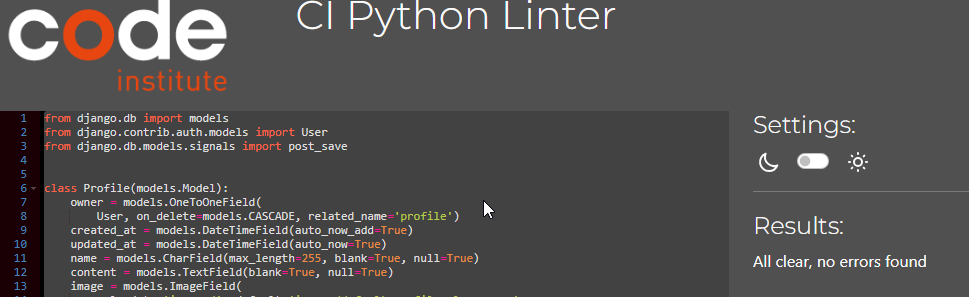 code
institute
CI Python Linter
1 from django.db import models
2 from django.contrib.auth.models import User
3 from django.db.models.signals import post_save
4
5
6 class Profile(models.Model):
7 owner = models.OneToOneField(
8 User, on_delete=models.CASCADE, related_name='profile')
9 created_at = models.DateTimeField(auto_now_add=True)
10 updated_at = models.DateTimeField(auto_now=True)
11 name = models.CharField(max_length=255, blank=True, null=True)
12 content = models.TextField(blank=True, null=True)
13 image = models.ImageField(
Settings:
Results:
All clear, no errors found